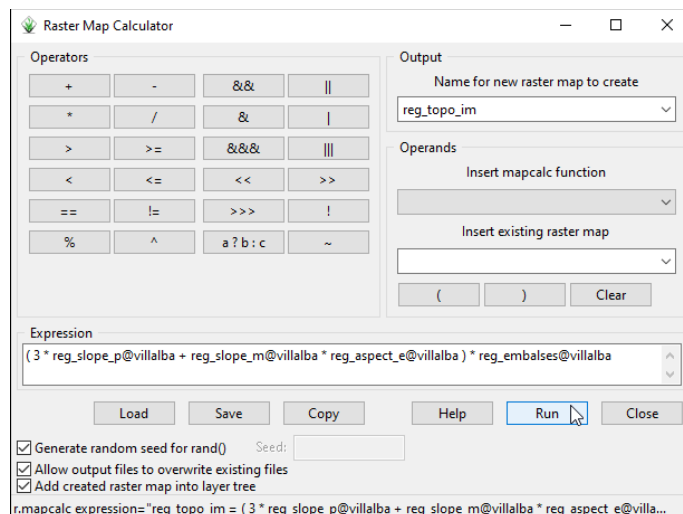 Raster Map Calculator
Operators
+ - && ||
* / & |
> >= &&& |||
< <= << >>
== != >>> !
% ^ a ? b : c ~
Output
Name for new raster map to create
reg_topo_im
Operands
Insert mapcalc function
Insert existing raster map
( ) Clear
Expression
( 3 * reg_slope_p@villalba + reg_slope_m@villalba * reg_aspect_e@villalba ) * reg_embalses@villalba
Load Save Copy Help Run Close
Generate random seed for rand() Seed:
Allow output files to overwrite existing files
Add created raster map into layer tree
r.mapcalc expression="reg_topo_im = ( 3 * reg_slope_p@villalba + reg_slope_m@villalba * reg_aspect_e@villa...